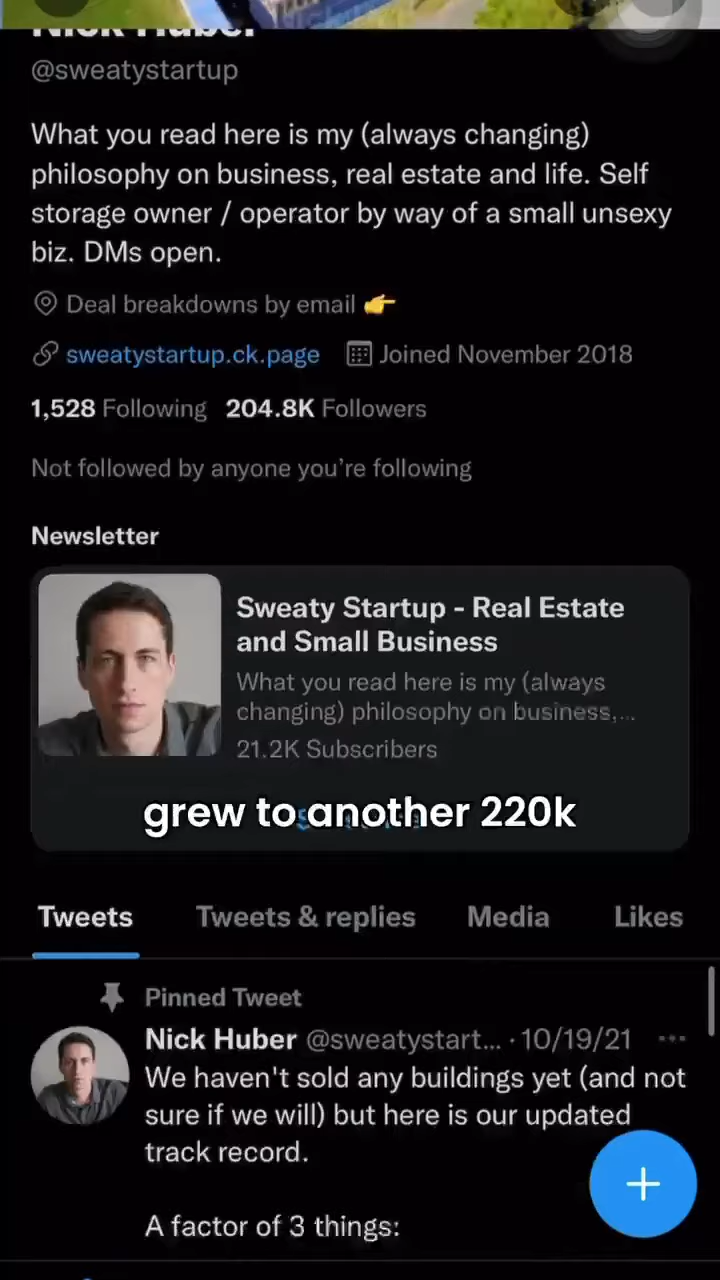 Nick Huber
@sweatystartup
What you read here is my (always changing)
philosophy on business, real estate and life. Self
storage owner / operator by way of a small unsexy
biz. DMs open.
Deal breakdowns by email 👉
sweatystartup.ck.page Joined November 2018
1,528 Following 204.8K Followers
Not followed by anyone you're following
Newsletter
Sweaty Startup - Real Estate
and Small Business
What you read here is my (always
changing) philosophy on business,...
21.2K Subscribers
grew to another 220k
Tweets Tweets & replies Media Likes
Pinned Tweet
Nick Huber @sweatystart... · 10/19/21
We haven't sold any buildings yet (and not
sure if we will) but here is our updated
track record.
A factor of 3 things: